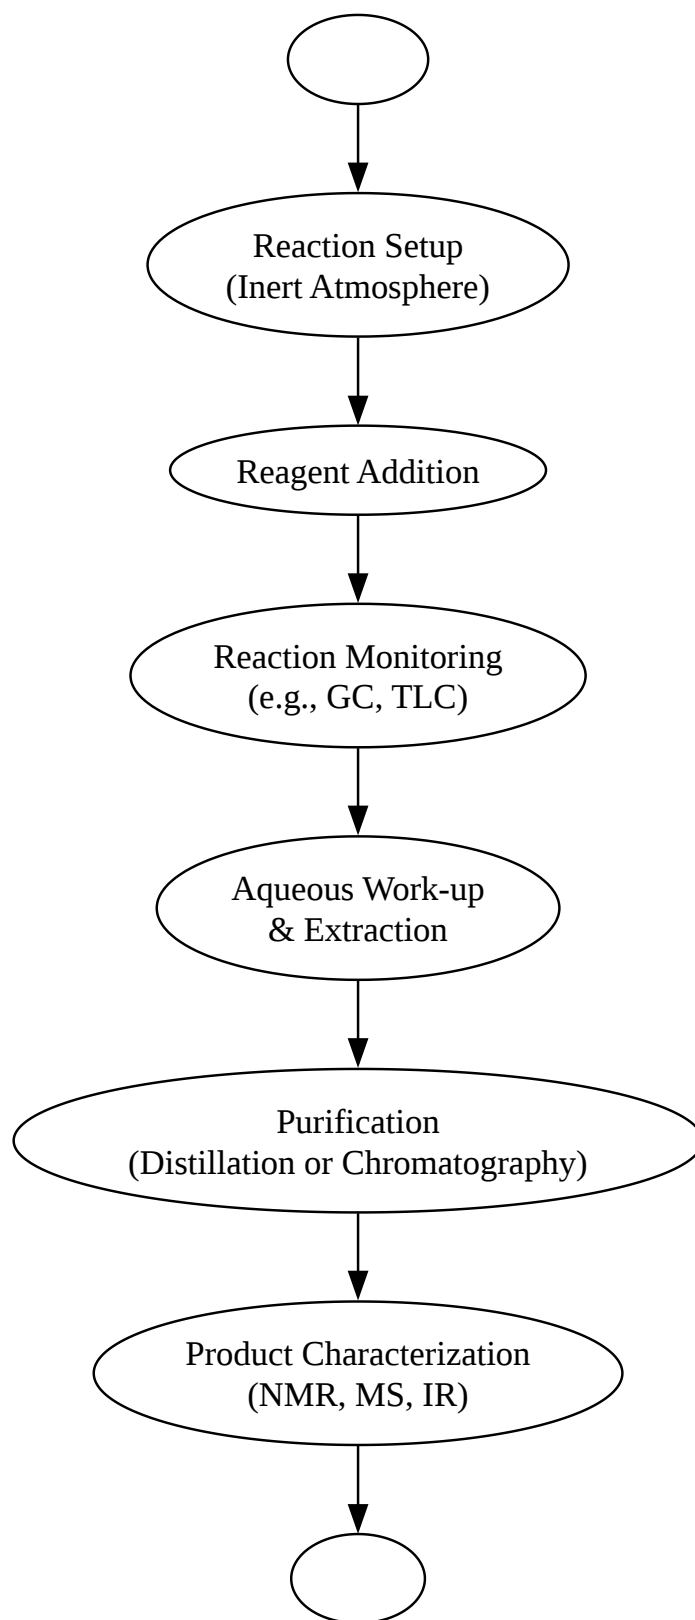 Reaction Setup
(Inert Atmosphere)
Reagent Addition
Reaction Monitoring
(e.g., GC, TLC)
Aqueous Work-up
& Extraction
Purification
(Distillation or Chromatography)
Product Characterization
(NMR, MS, IR)